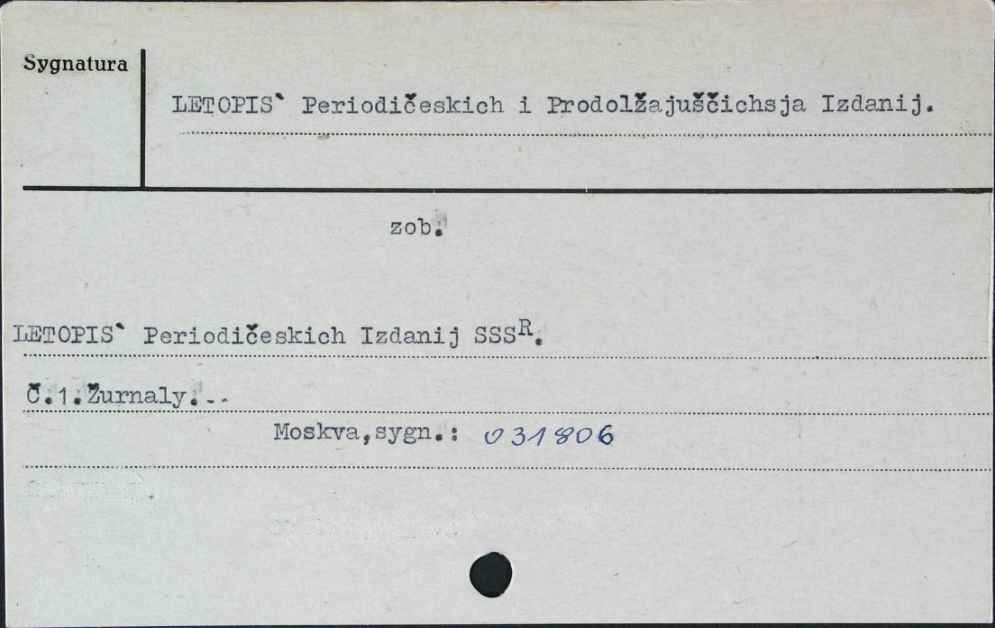 Sygnatura
LETOPIS` Periodičeskich i Prodolžajuščichsja Izdanij.
zob.
LETOPIS` Periodičeskich Izdanij SSSR.
Č.1.Žurnaly.--
Moskva,sygn.: 031806